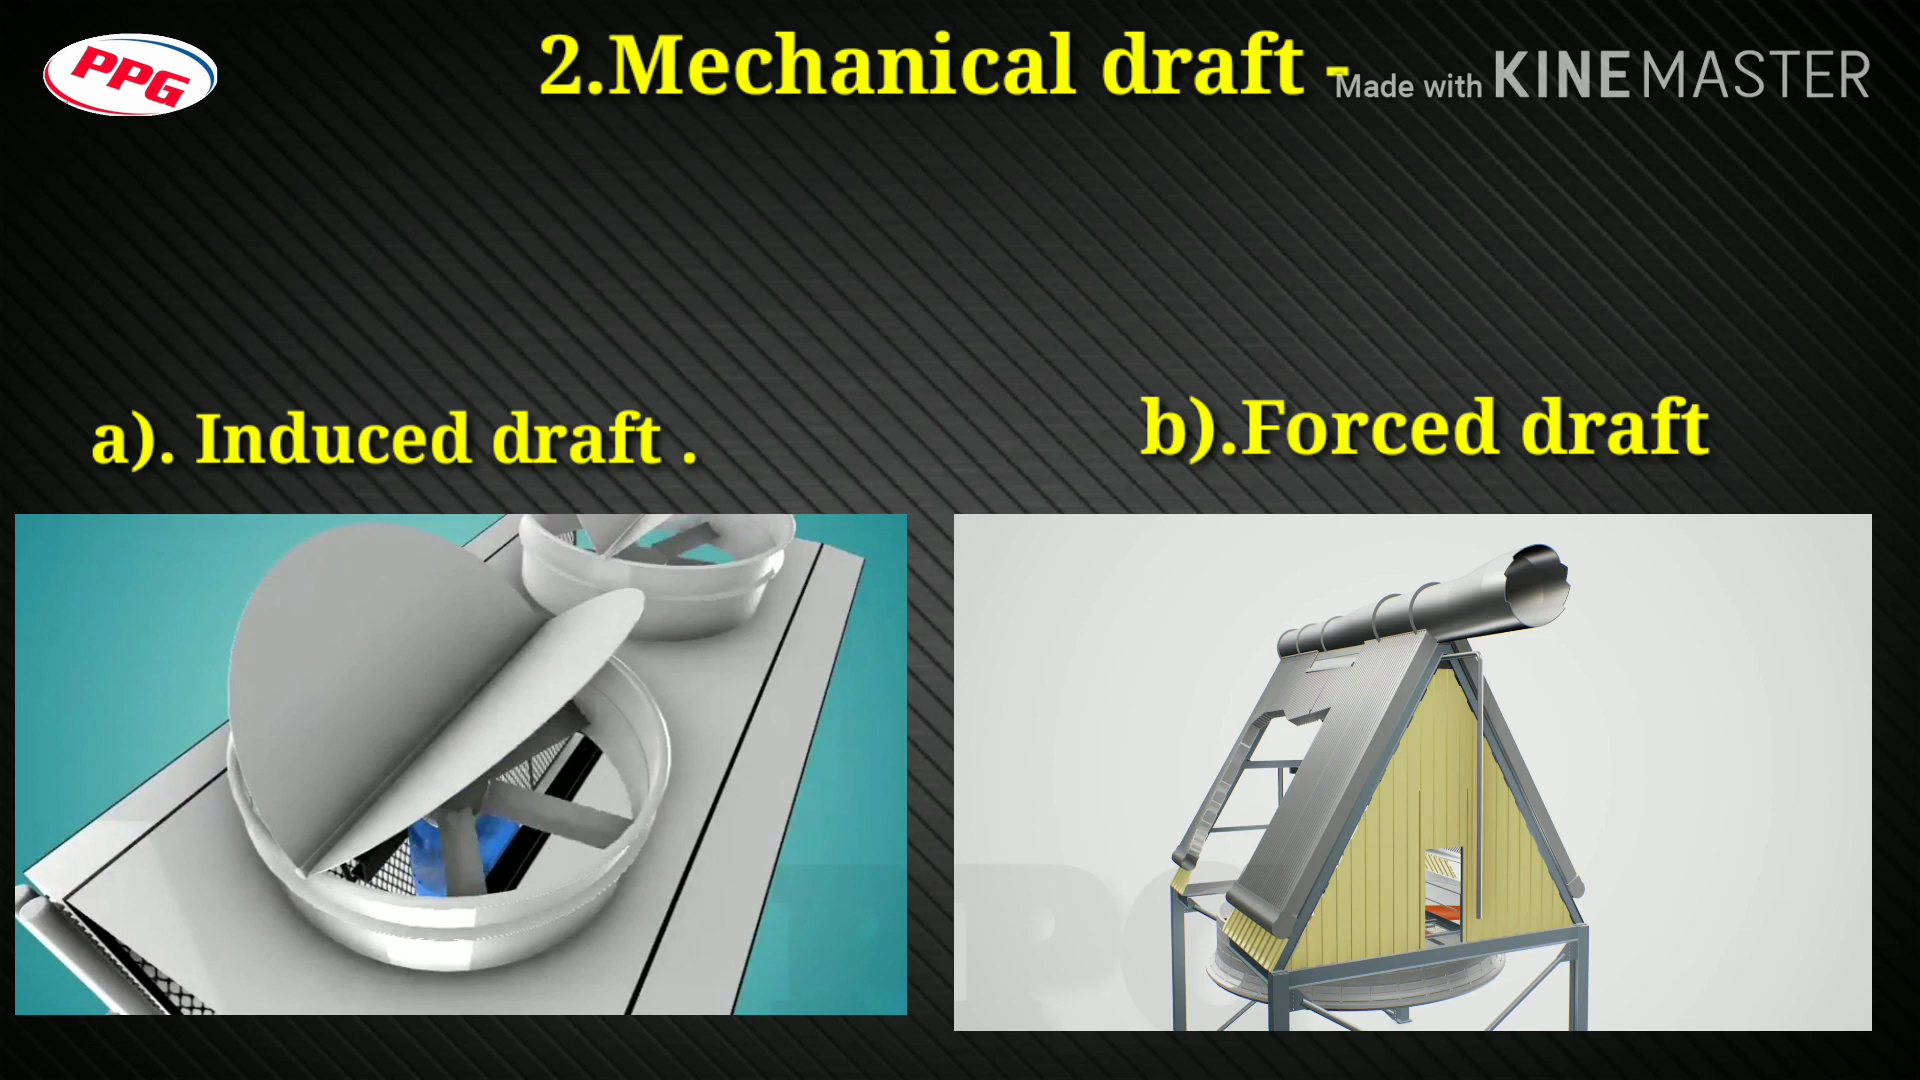 PPG
2.Mechanical draft -
Made with KINEMASTER
a). Induced draft .
b).Forced draft